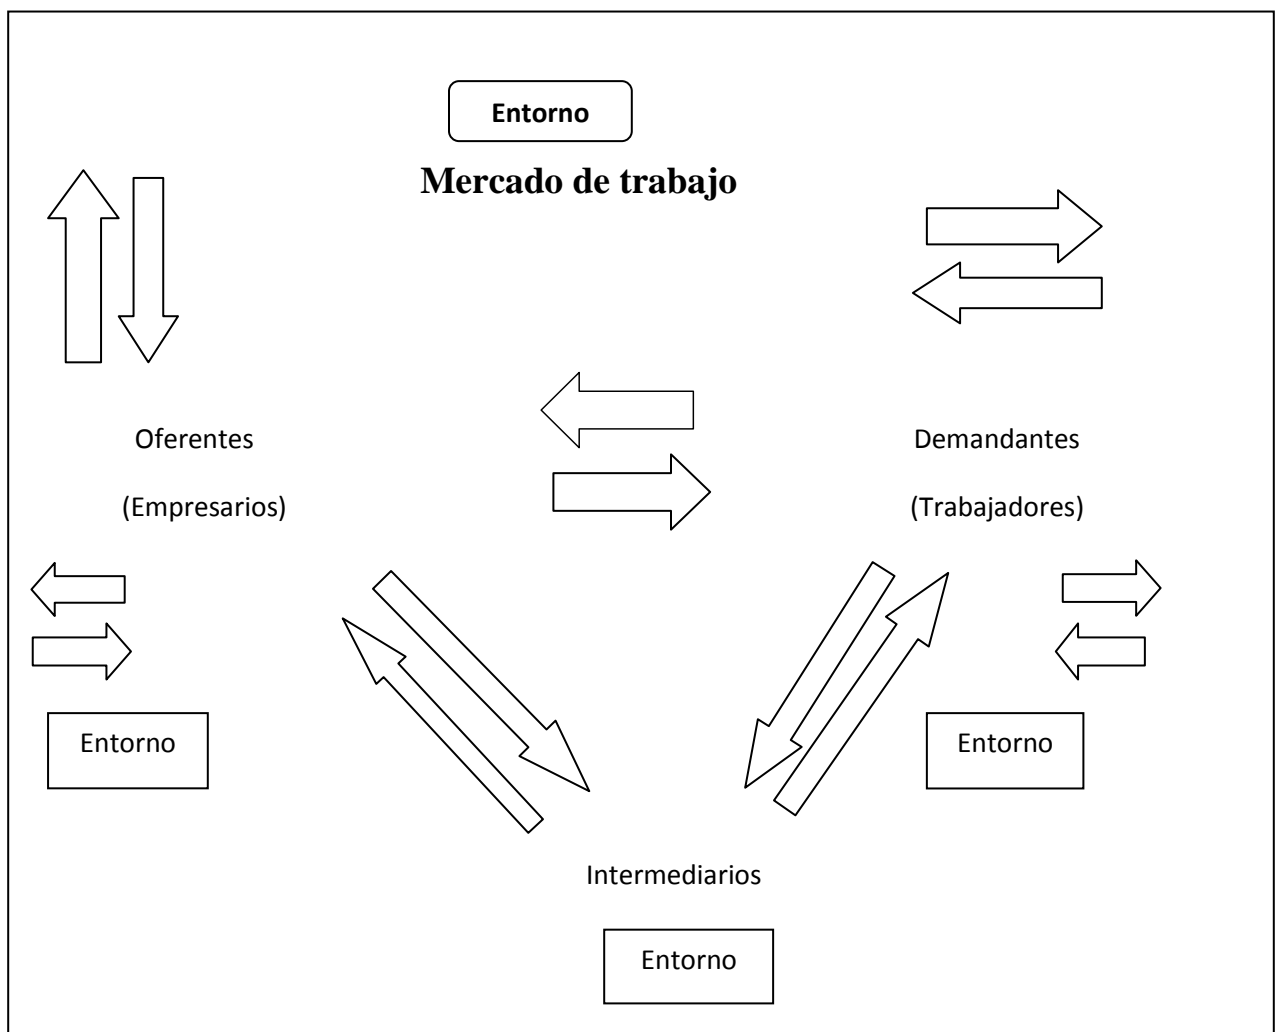 Entorno
Mercado de trabajo
Oferentes
(Empresarios)
Demandantes
(Trabajadores)
Entorno
Entorno
Intermediarios
Entorno